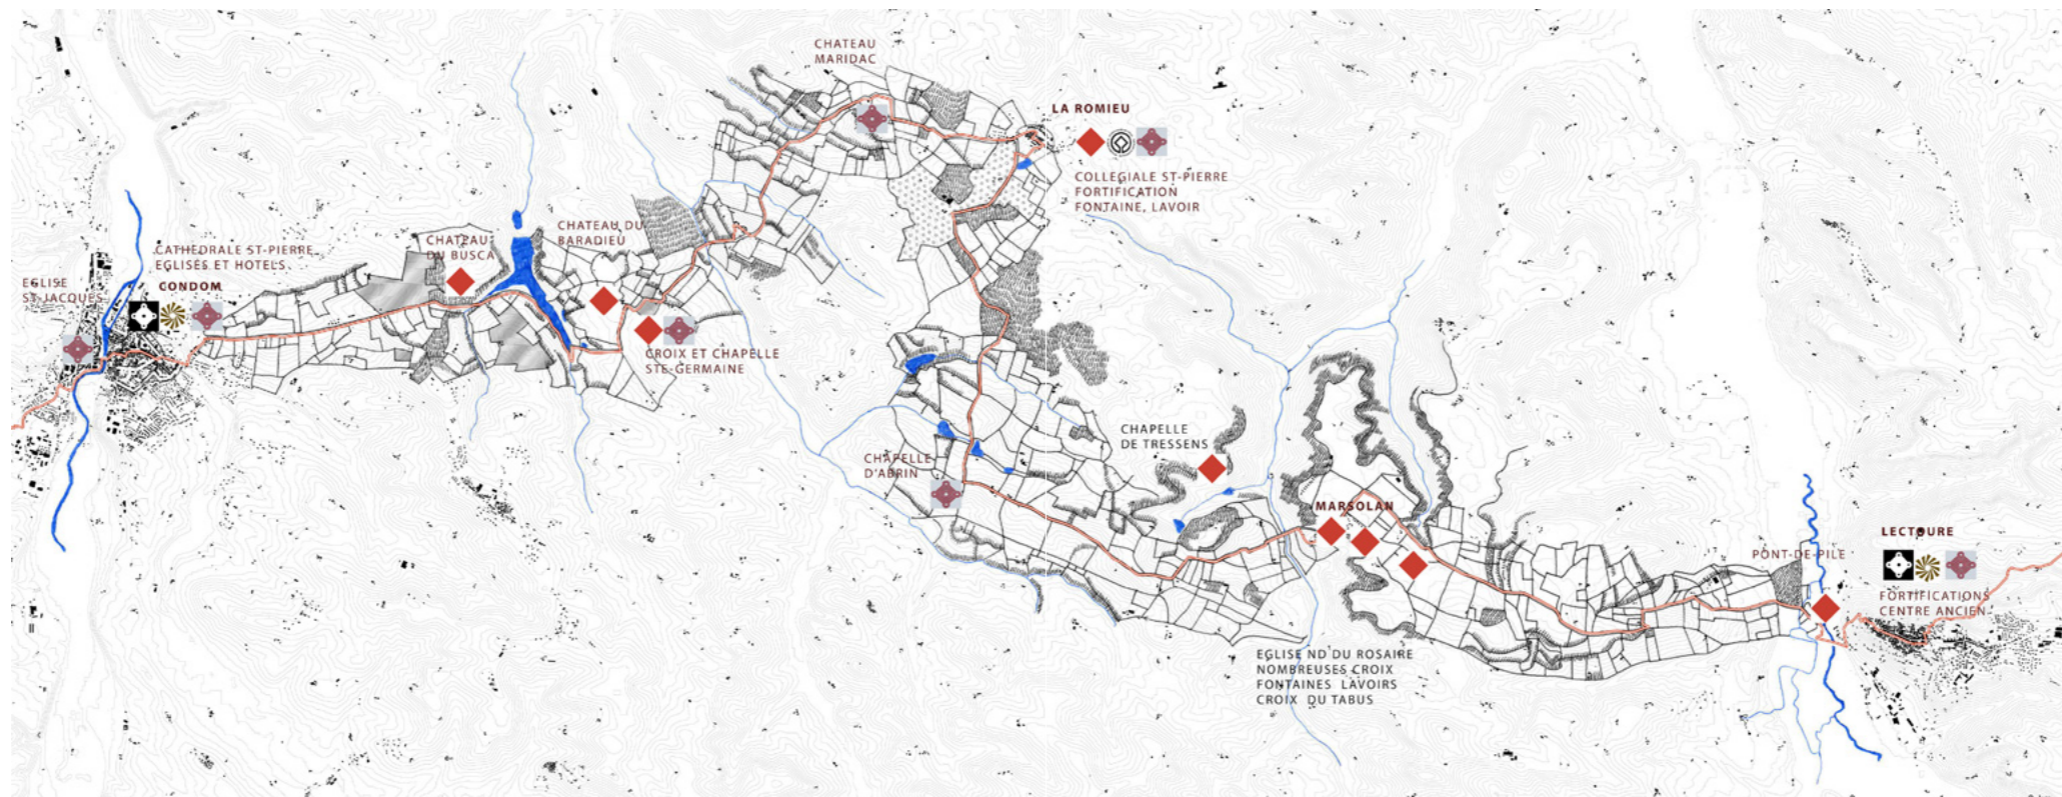 CHATEAU
MARIDAC
LA ROMIEU
COLLEGIALE ST-PIERRE
FORTIFICATION
FONTAINE, LAVOIR
CHATEAU DU
BARADIEU
CHATEAU
DU BUSCA
CATHEDRALE ST-PIERRE
EGLISES ET HOTELS
CONDOM
EGLISE
ST-JACQUES
CROIX ET CHAPELLE
STE-GERMAINE
CHAPELLE
DE TRESSENS
CHAPELLE
D'ABRIN
MARSOLAN
LECTOURE
PONT-DE-PILE
FORTIFICATIONS
CENTRE ANCIEN
EGLISE ND DU ROSAIRE
NOMBREUSES CROIX
FONTAINES LAVOIRS
CROIX DU TABUS